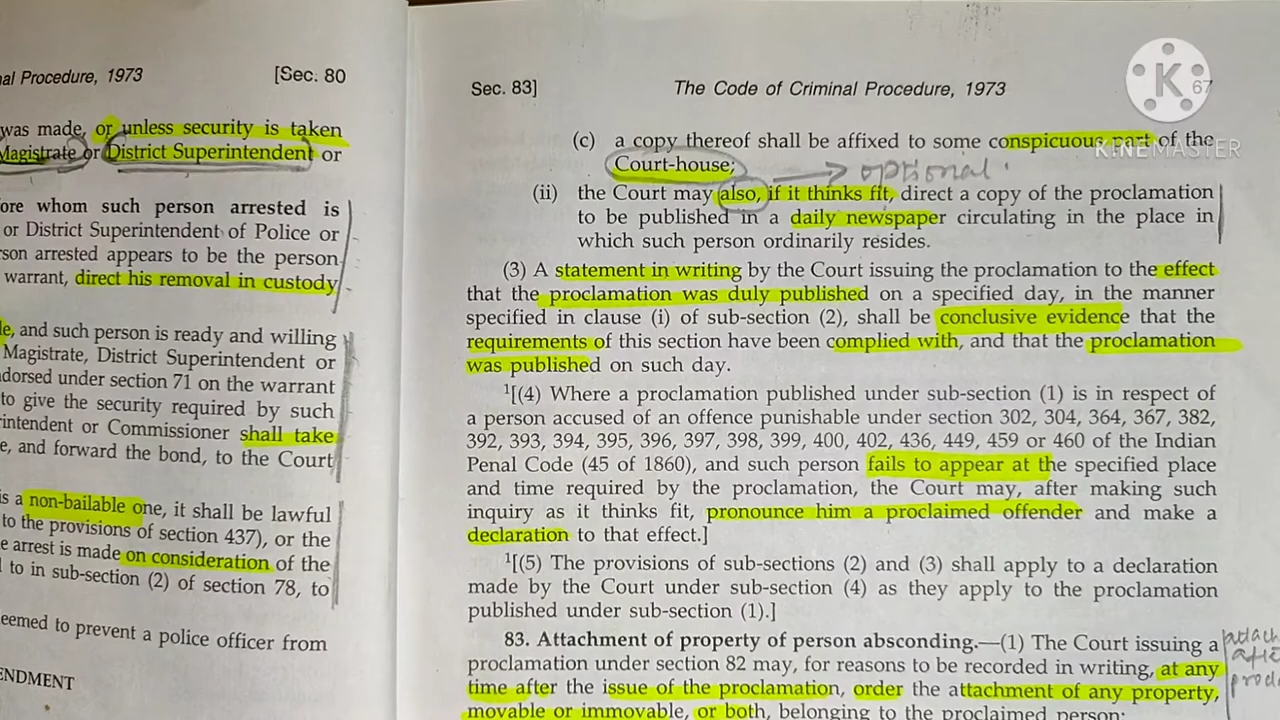 nal Procedure, 1973 [Sec. 80
was made, or unless security is taken
Magistrate or District Superintendent or
ore whom such person arrested is
or District Superintendent of Police or
rson arrested appears to be the person
warrant, direct his removal in custody
le, and such person is ready and willing
Magistrate, District Superintendent or
ndorsed under section 71 on the warrant
to give the security required by such
rintendent or Commissioner shall take
e, and forward the bond, to the Court
is a non-bailable one, it shall be lawful
to the provisions of section 437), or the
e arrest is made on consideration of the
l to in sub-section (2) of section 78, to
eemed to prevent a police officer from
ENDMENT
Sec. 83] The Code of Criminal Procedure, 1973 67
K
KINEMASTER
(c) a copy thereof shall be affixed to some conspicuous part of the
Court-house;
optional
(ii) the Court may also, if it thinks fit, direct a copy of the proclamation
to be published in a daily newspaper circulating in the place in
which such person ordinarily resides.
(3) A statement in writing by the Court issuing the proclamation to the effect
that the proclamation was duly published on a specified day, in the manner
specified in clause (i) of sub-section (2), shall be conclusive evidence that the
requirements of this section have been complied with, and that the proclamation
was published on such day.
1[(4) Where a proclamation published under sub-section (1) is in respect of
a person accused of an offence punishable under section 302, 304, 364, 367, 382,
392, 393, 394, 395, 396, 397, 398, 399, 400, 402, 436, 449, 459 or 460 of the Indian
Penal Code (45 of 1860), and such person fails to appear at the specified place
and time required by the proclamation, the Court may, after making such
inquiry as it thinks fit, pronounce him a proclaimed offender and make a
declaration to that effect.]
1[(5) The provisions of sub-sections (2) and (3) shall apply to a declaration
made by the Court under sub-section (4) as they apply to the proclamation
published under sub-section (1).]
83. Attachment of property of person absconding.—(1) The Court issuing a
proclamation under section 82 may, for reasons to be recorded in writing, at any
time after the issue of the proclamation, order the attachment of any property,
movable or immovable, or both, belonging to the proclaimed person:
attach
afte
procl